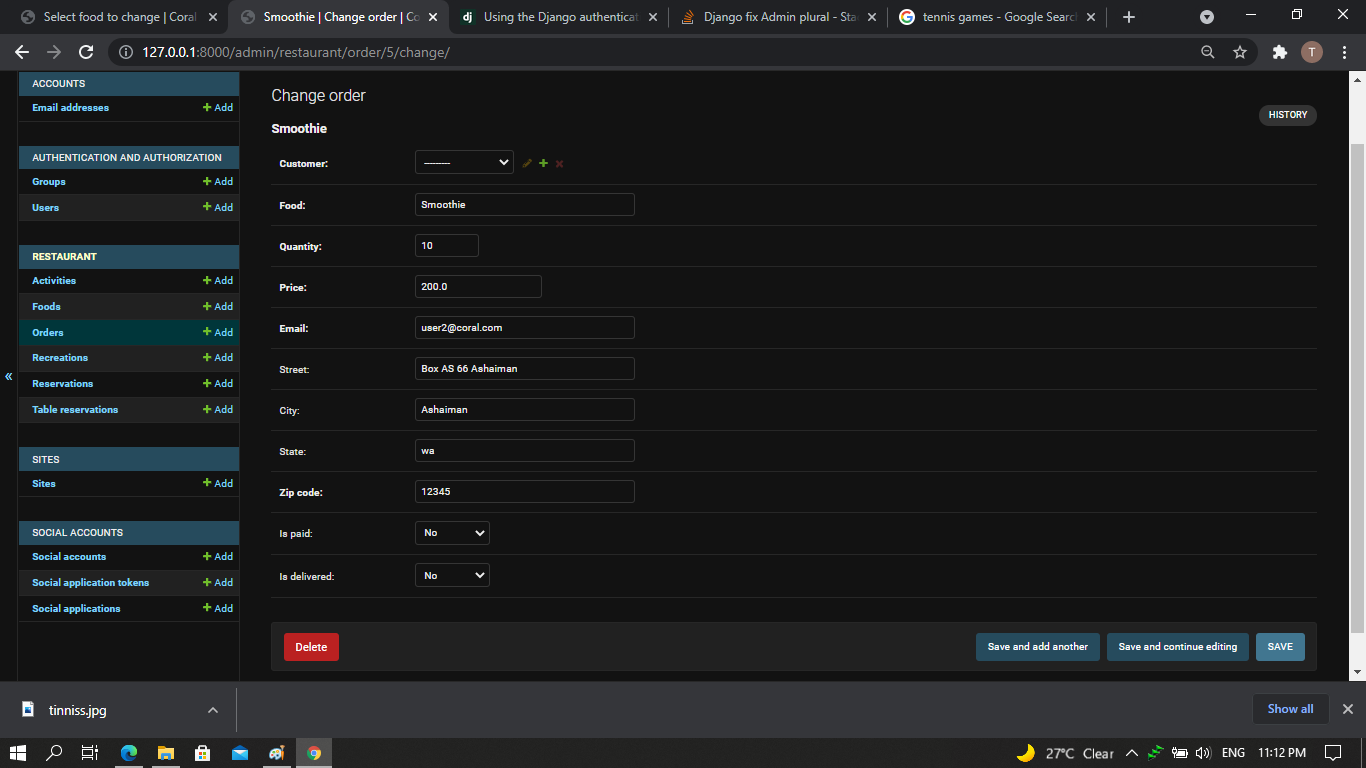 Select food to change | Coral
Smoothie | Change order | Co
dj Using the Django authenticat
Django fix Admin plural - Sta
tennis games - Google Search
127.0.0.1:8000/admin/restaurant/order/5/change/
T
ACCOUNTS
Email addresses + Add
AUTHENTICATION AND AUTHORIZATION
Groups + Add
Users + Add
RESTAURANT
Activities + Add
Foods + Add
Orders + Add
Recreations + Add
Reservations + Add
Table reservations + Add
SITES
Sites + Add
SOCIAL ACCOUNTS
Social accounts + Add
Social application tokens + Add
Social applications + Add
«
Change order
HISTORY
Smoothie
Customer: ---------
Food: Smoothie
Quantity: 10
Price: 200.0
Email: user2@coral.com
Street: Box AS 66 Ashaiman
City: Ashaiman
State: wa
Zip code: 12345
Is paid: No
Is delivered: No
Delete
Save and add another
Save and continue editing
SAVE
tinniss.jpg
Show all
27°C Clear
ENG
11:12 PM